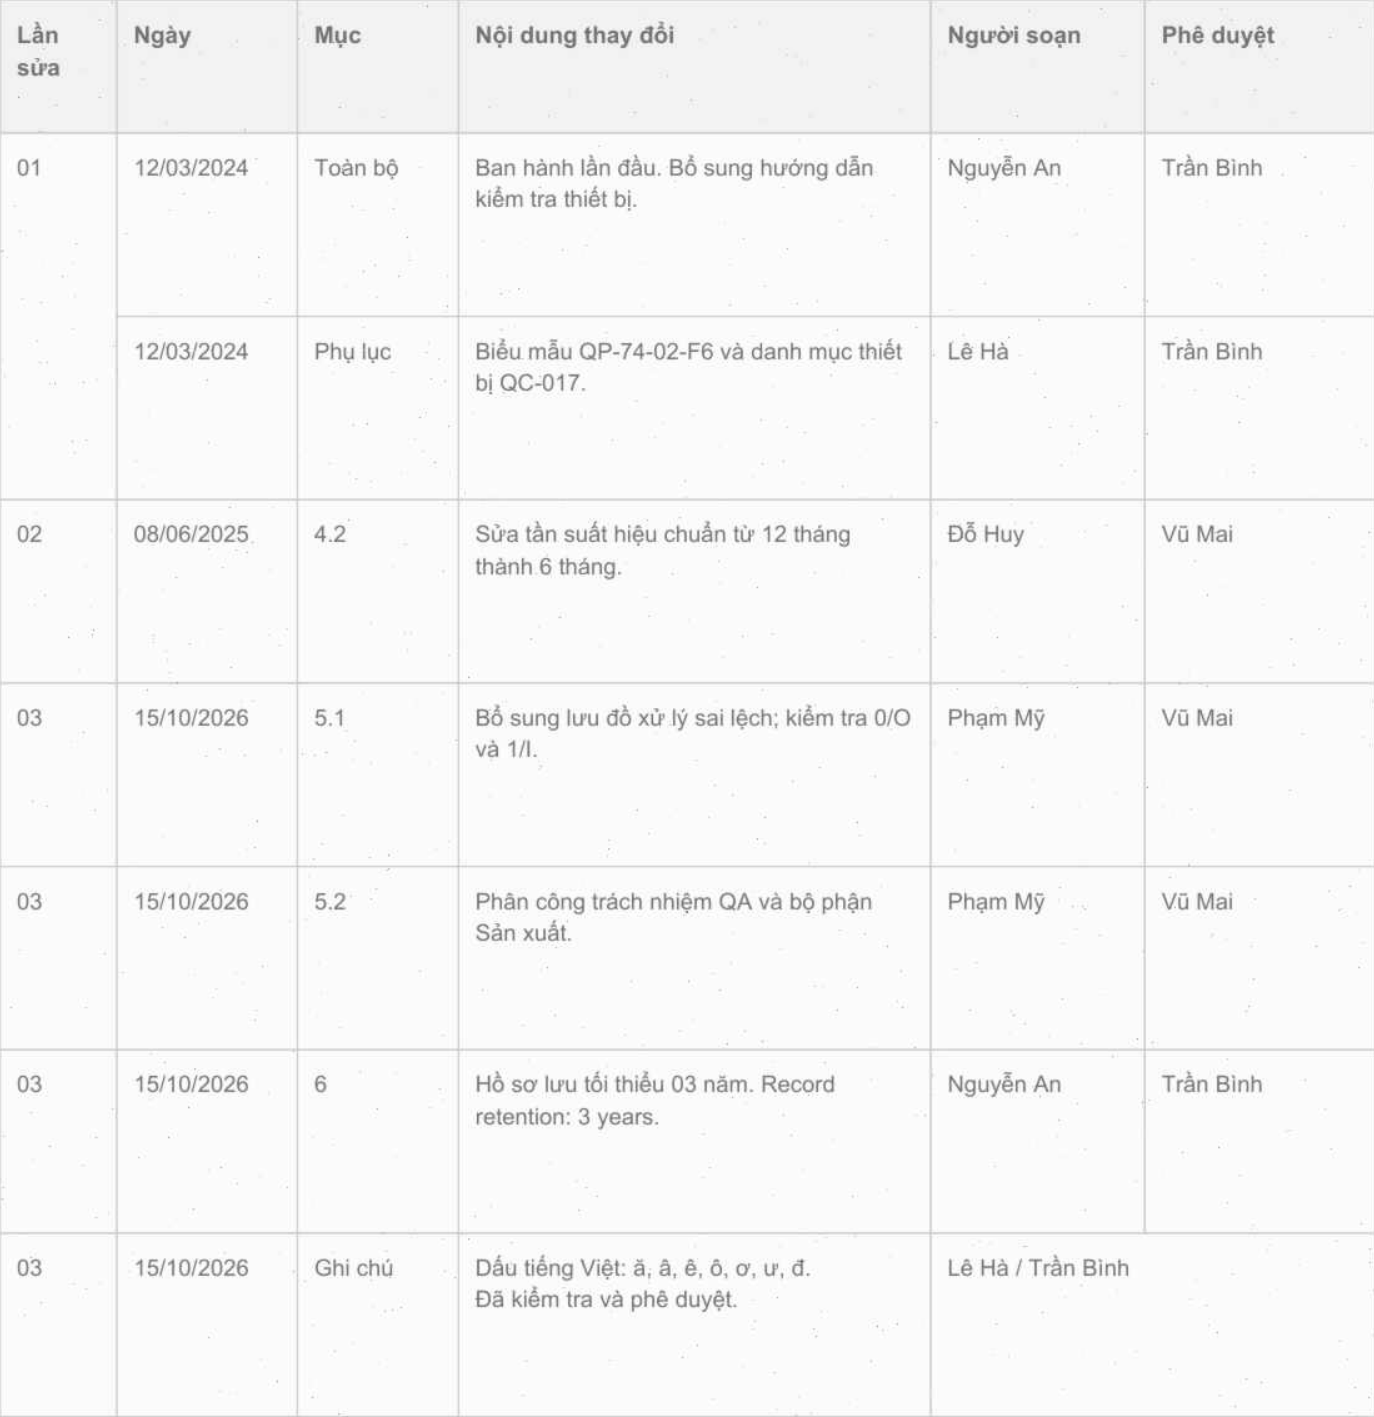 Lần sửa	Ngày	Mục	Nội dung thay đổi	Người soạn	Phê duyệt
01	12/03/2024	Toàn bộ	Ban hành lần đầu. Bổ sung hướng dẫn
kiểm tra thiết bị.	Nguyễn An	Trần Bình
12/03/2024	Phụ lục	Biểu mẫu QP-74-02-F6 và danh mục thiết
bị QC-017.	Lê Hà	Trần Bình
02	08/06/2025	4.2	Sửa tần suất hiệu chuẩn từ 12 tháng
thành 6 tháng.	Đỗ Huy	Vũ Mai
03	15/10/2026	5.1	Bổ sung lưu đồ xử lý sai lệch; kiểm tra 0/O
và 1/I.	Phạm Mỹ	Vũ Mai
03	15/10/2026	5.2	Phân công trách nhiệm QA và bộ phận
Sản xuất.	Phạm Mỹ	Vũ Mai
03	15/10/2026	6	Hồ sơ lưu tối thiểu 03 năm. Record
retention: 3 years.	Nguyễn An	Trần Bình
03	15/10/2026	Ghi chú	Dấu tiếng Việt: ă, â, ê, ô, ơ, ư, đ.
Đã kiểm tra và phê duyệt.	Lê Hà / Trần Bình